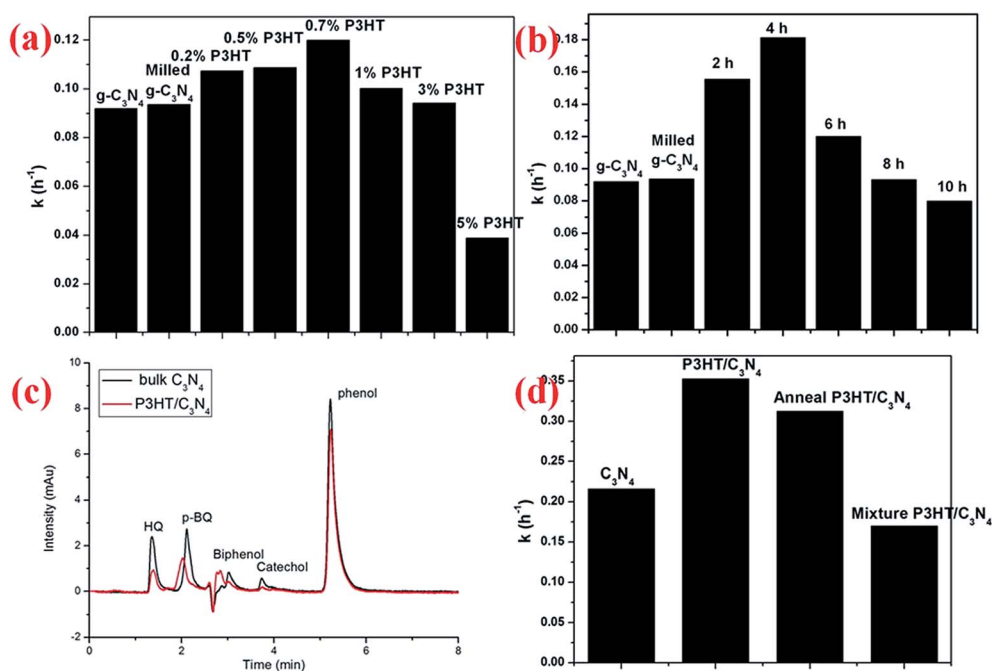 (a)
0.12
0.10
0.08
0.06
0.04
0.02
0.00
k (h⁻¹)
g-C₃N₄
Milled
g-C₃N₄
0.2% P3HT
0.5% P3HT
0.7% P3HT
1% P3HT
3% P3HT
5% P3HT
(b)
0.18
0.16
0.14
0.12
0.10
0.08
0.06
0.04
0.02
0.00
k (h⁻¹)
g-C₃N₄
Milled
g-C₃N₄
2 h
4 h
6 h
8 h
10 h
(c)
10
8
6
4
2
0
-2
Intensity (mAu)
bulk C₃N₄
P3HT/C₃N₄
HQ
p-BQ
Biphenol
Catechol
phenol
0 2 4 6 8
Time (min)
(d)
0.35
0.30
0.25
0.20
0.25
0.10
0.05
0.00
k (h⁻¹)
C₃N₄
P3HT/C₃N₄
Anneal P3HT/C₃N₄
Mixture P3HT/C₃N₄